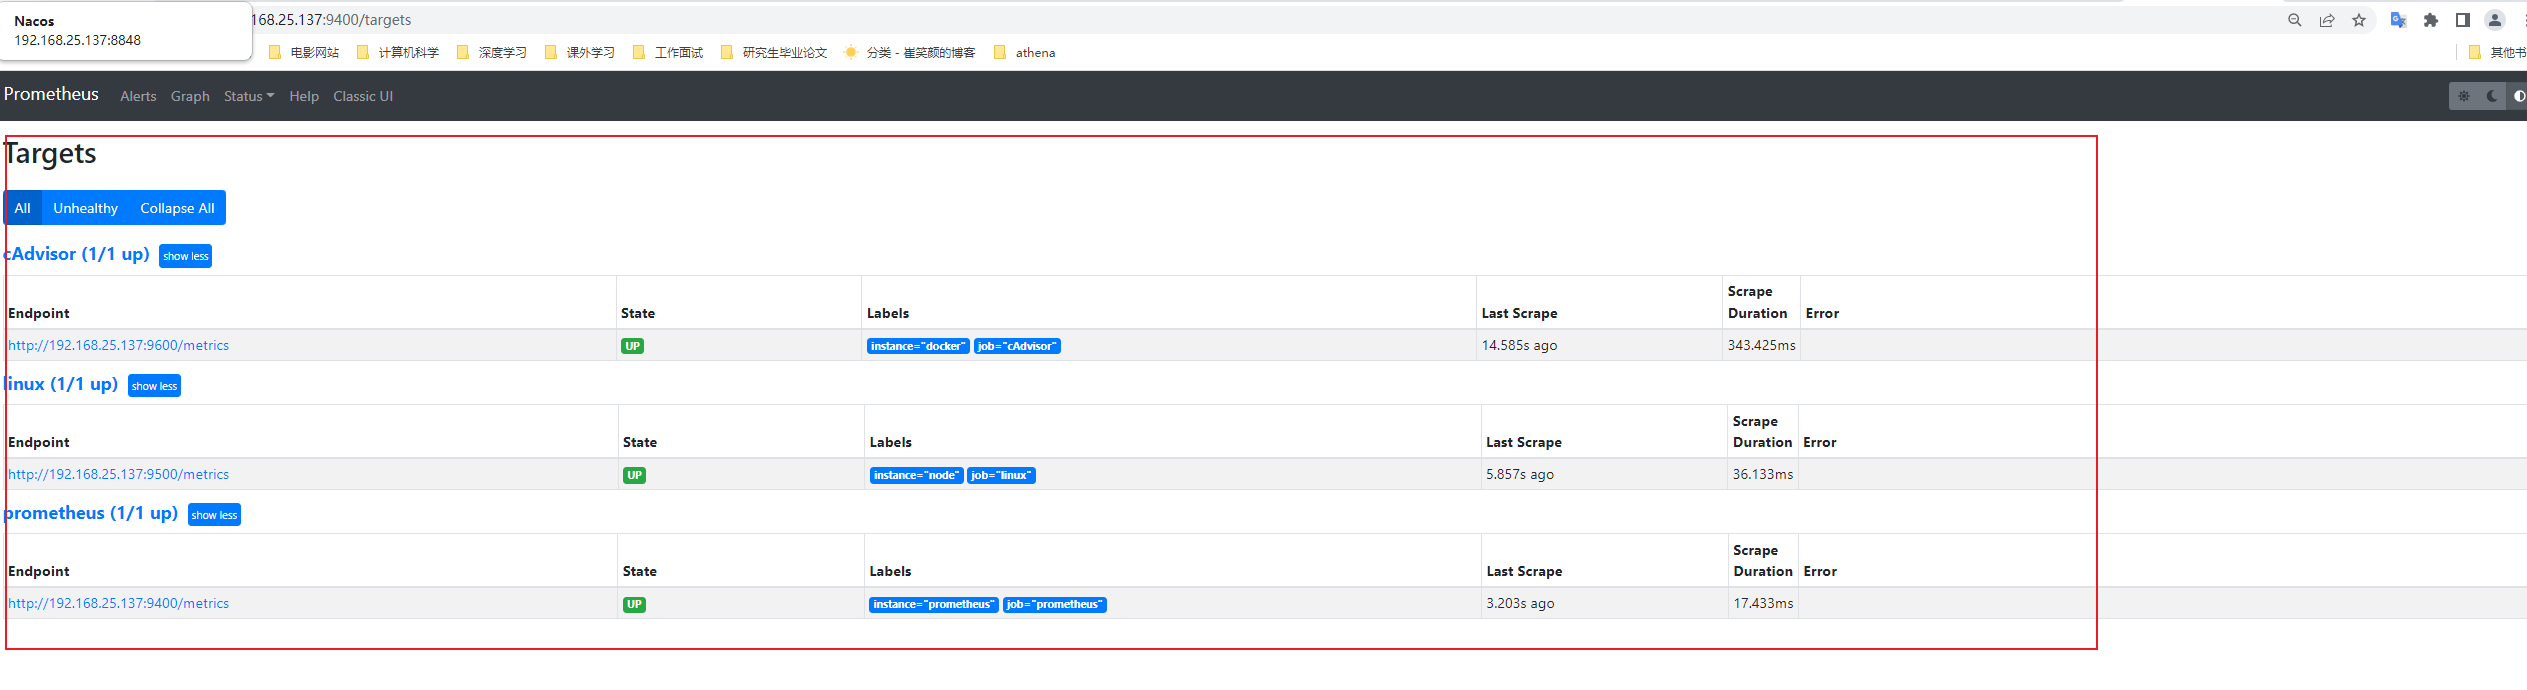 Nacos
192.168.25.137:8848
168.25.137:9400/targets
电影网站 计算机科学 深度学习 课外学习 工作面试 研究生毕业论文 分类 - 崔笑颜的博客 athena 其他书
Prometheus Alerts Graph Status Help Classic UI
Targets
All Unhealthy Collapse All
cAdvisor (1/1 up) show less
Endpoint State Labels Last Scrape Scrape Duration Error
http://192.168.25.137:9600/metrics UP instance="docker" job="cAdvisor" 14.585s ago 343.425ms
linux (1/1 up) show less
Endpoint State Labels Last Scrape Scrape Duration Error
http://192.168.25.137:9500/metrics UP instance="node" job="linux" 5.857s ago 36.133ms
prometheus (1/1 up) show less
Endpoint State Labels Last Scrape Scrape Duration Error
http://192.168.25.137:9400/metrics UP instance="prometheus" job="prometheus" 3.203s ago 17.433ms